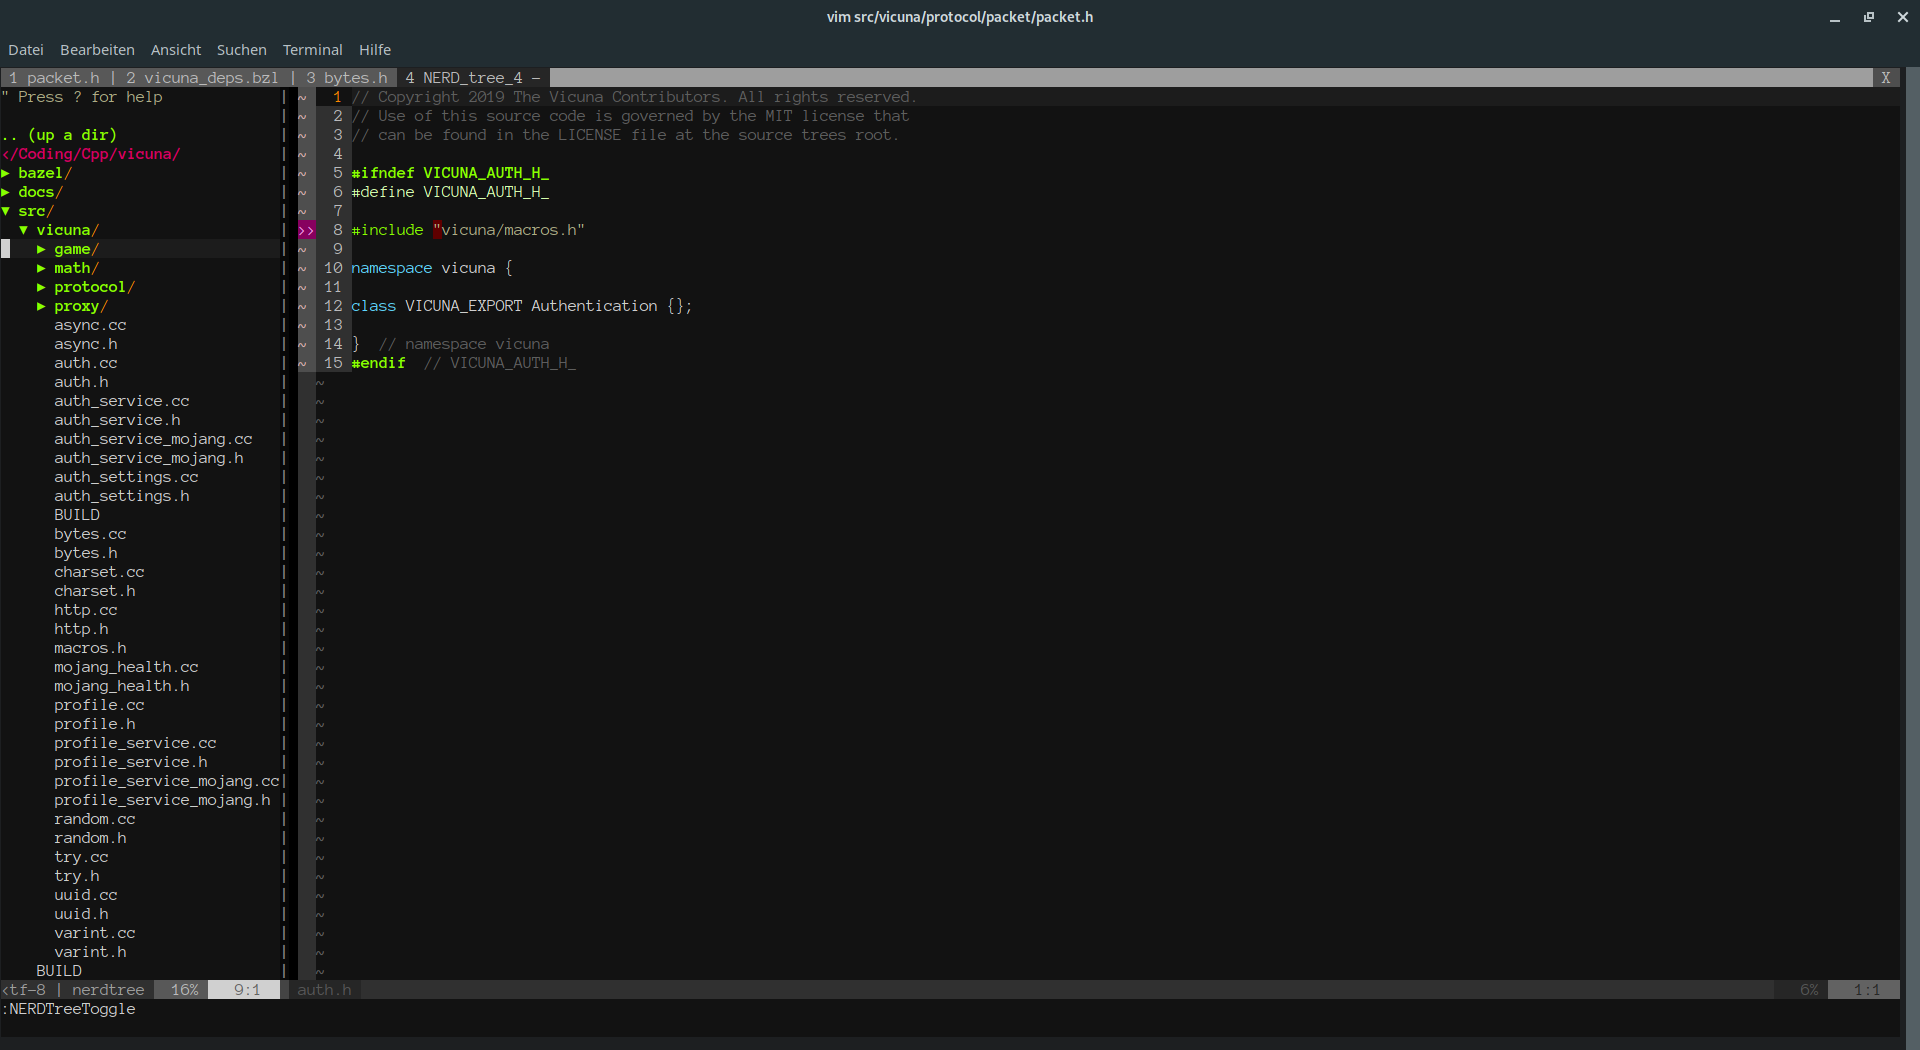 vim src/vicuna/protocol/packet/packet.h
Datei Bearbeiten Ansicht Suchen Terminal Hilfe
1 packet.h | 2 vicuna_deps.bzl | 3 bytes.h 4 NERD_tree_4 - X
" Press ? for help
.. (up a dir)
</Coding/Cpp/vicuna/
▸ bazel/
▸ docs/
▾ src/
▾ vicuna/
▸ game/
▸ math/
▸ protocol/
▸ proxy/
async.cc
async.h
auth.cc
auth.h
auth_service.cc
auth_service.h
auth_service_mojang.cc
auth_service_mojang.h
auth_settings.cc
auth_settings.h
BUILD
bytes.cc
bytes.h
charset.cc
charset.h
http.cc
http.h
macros.h
mojang_health.cc
mojang_health.h
profile.cc
profile.h
profile_service.cc
profile_service.h
profile_service_mojang.cc
profile_service_mojang.h
random.cc
random.h
try.cc
try.h
uuid.cc
uuid.h
varint.cc
varint.h
BUILD
~ 1 // Copyright 2019 The Vicuna Contributors. All rights reserved.
~ 2 // Use of this source code is governed by the MIT license that
~ 3 // can be found in the LICENSE file at the source trees root.
~ 4
~ 5 #ifndef VICUNA_AUTH_H_
~ 6 #define VICUNA_AUTH_H_
~ 7
>> 8 #include "vicuna/macros.h"
~ 9
~ 10 namespace vicuna {
~ 11
~ 12 class VICUNA_EXPORT Authentication {};
~ 13
~ 14 }  // namespace vicuna
~ 15 #endif  // VICUNA_AUTH_H_
<tf-8 | nerdtree 16% 9:1 auth.h 6% 1:1
:NERDTreeToggle